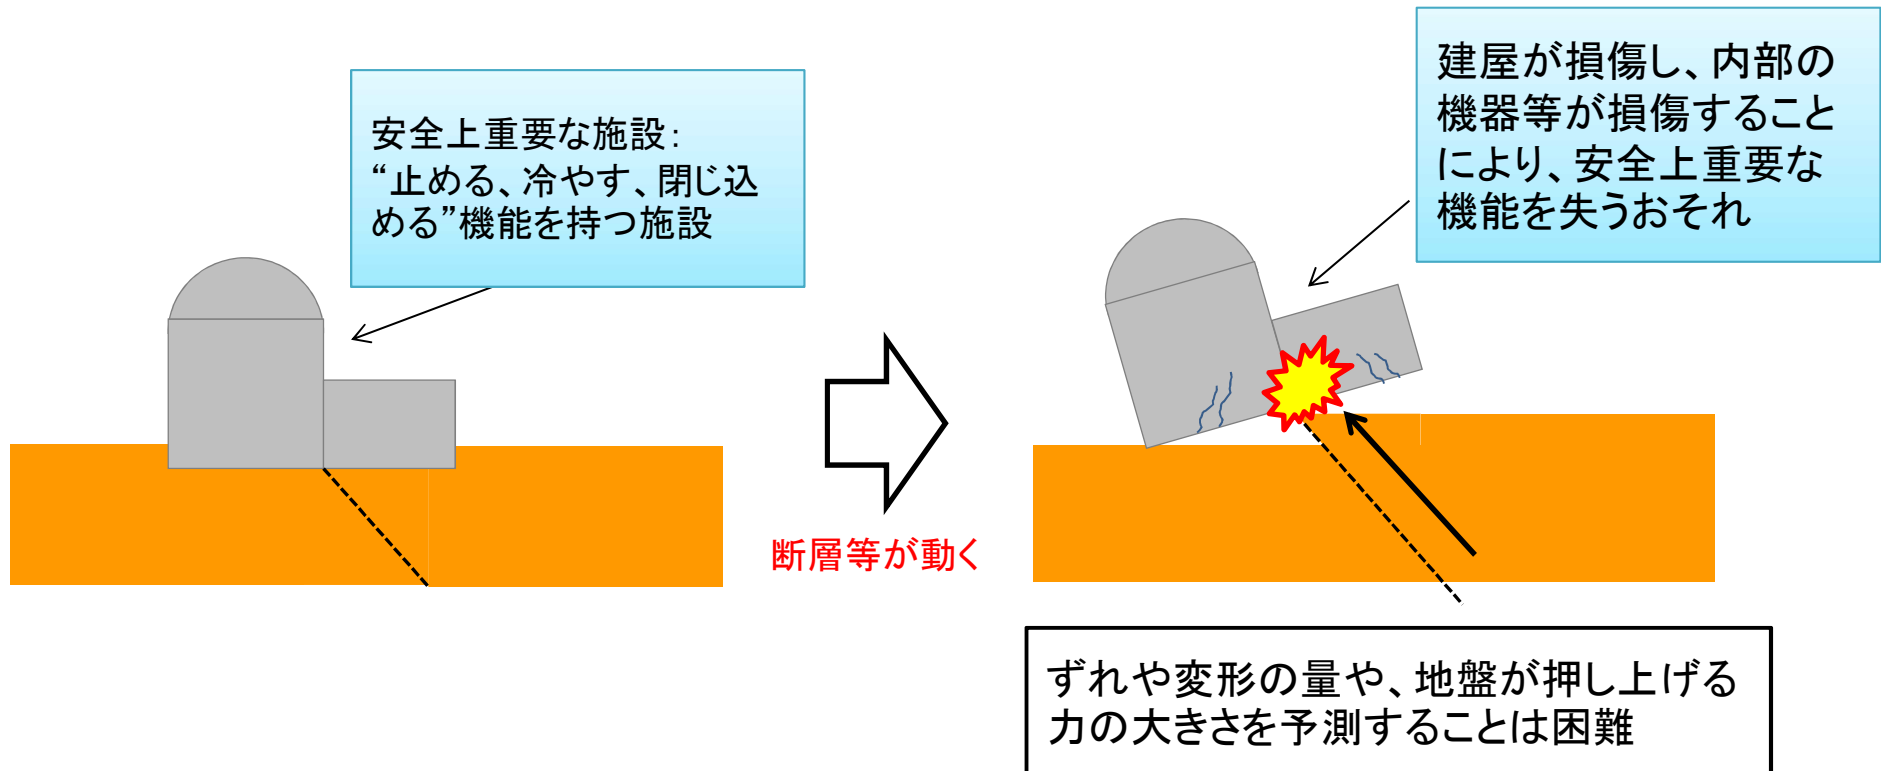 安全上重要な施設：
“止める、冷やす、閉じ込
める”機能を持つ施設
断層等が動く
建屋が損傷し、内部の
機器等が損傷すること
により、安全上重要な
機能を失うおそれ
ずれや変形の量や、地盤が押し上げる
力の大きさを予測することは困難